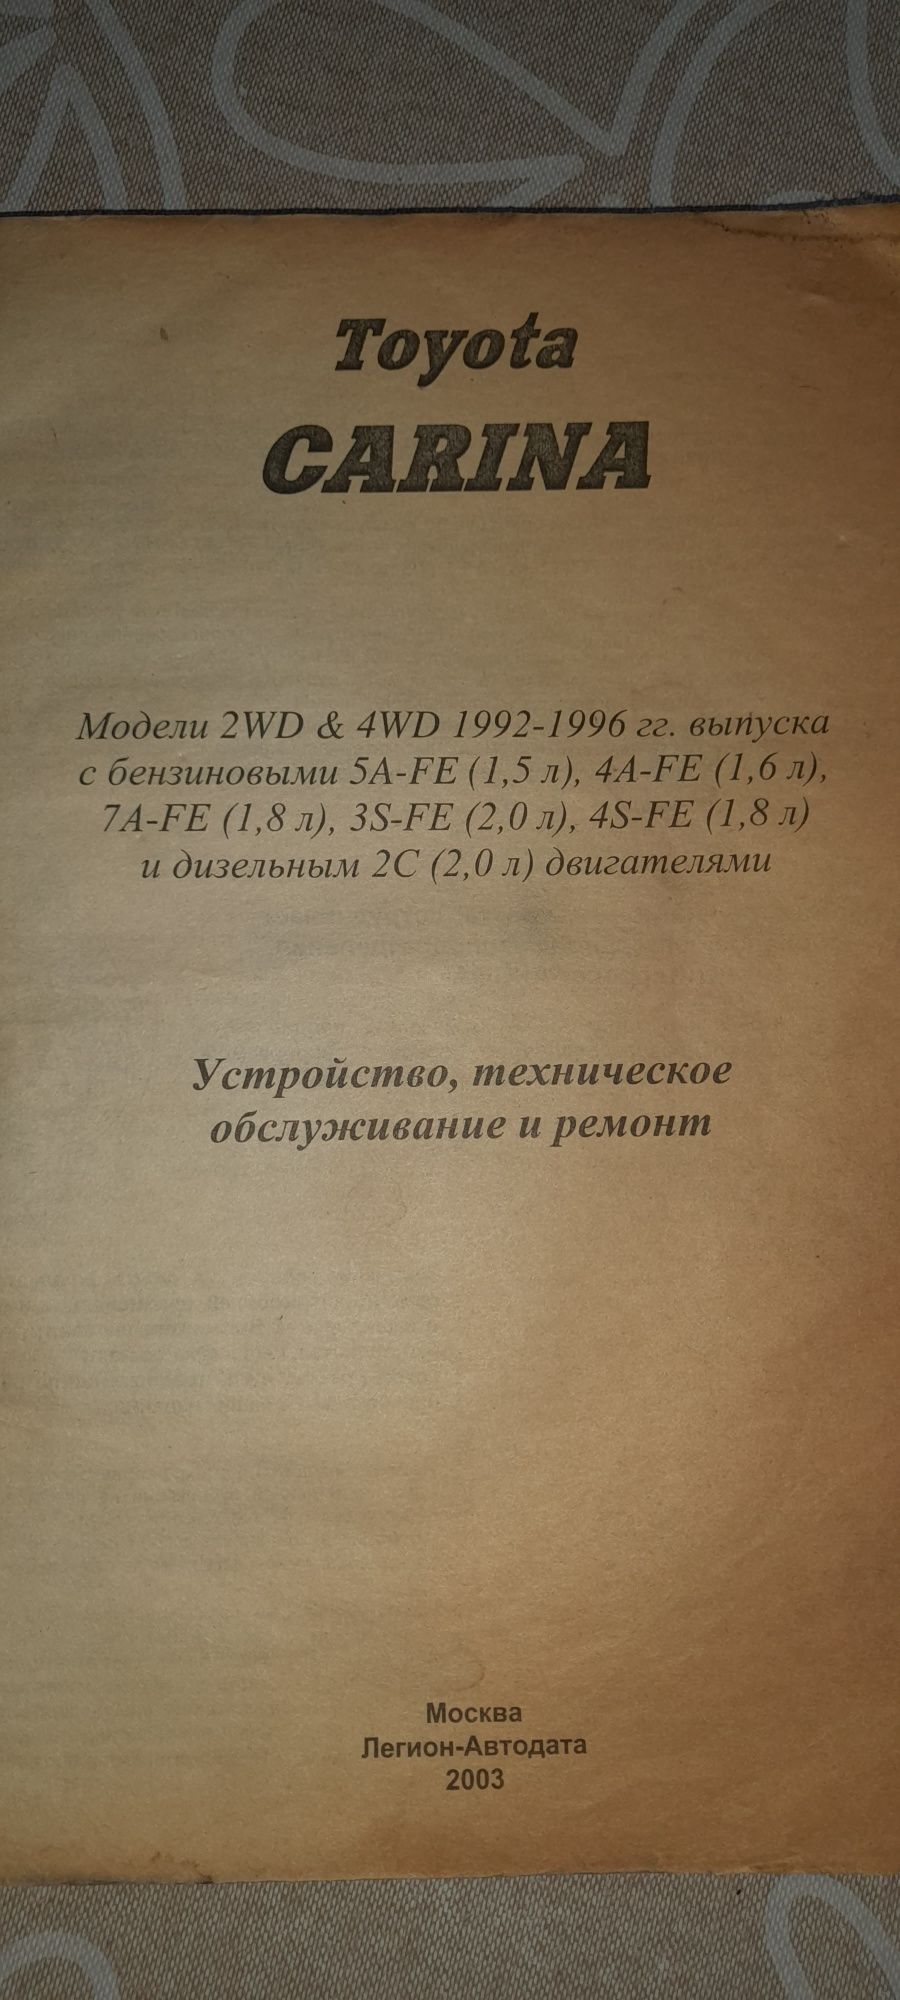 Toyota
CARINA
Модели 2WD & 4WD 1992-1996 гг. выпуска
с бензиновыми 5A-FE (1,5 л), 4A-FE (1,6 л),
7A-FE (1,8 л), 3S-FE (2,0 л), 4S-FE (1,8 л)
и дизельным 2C (2,0 л) двигателями
Устройство, техническое
обслуживание и ремонт
Москва
Легион-Автодата
2003